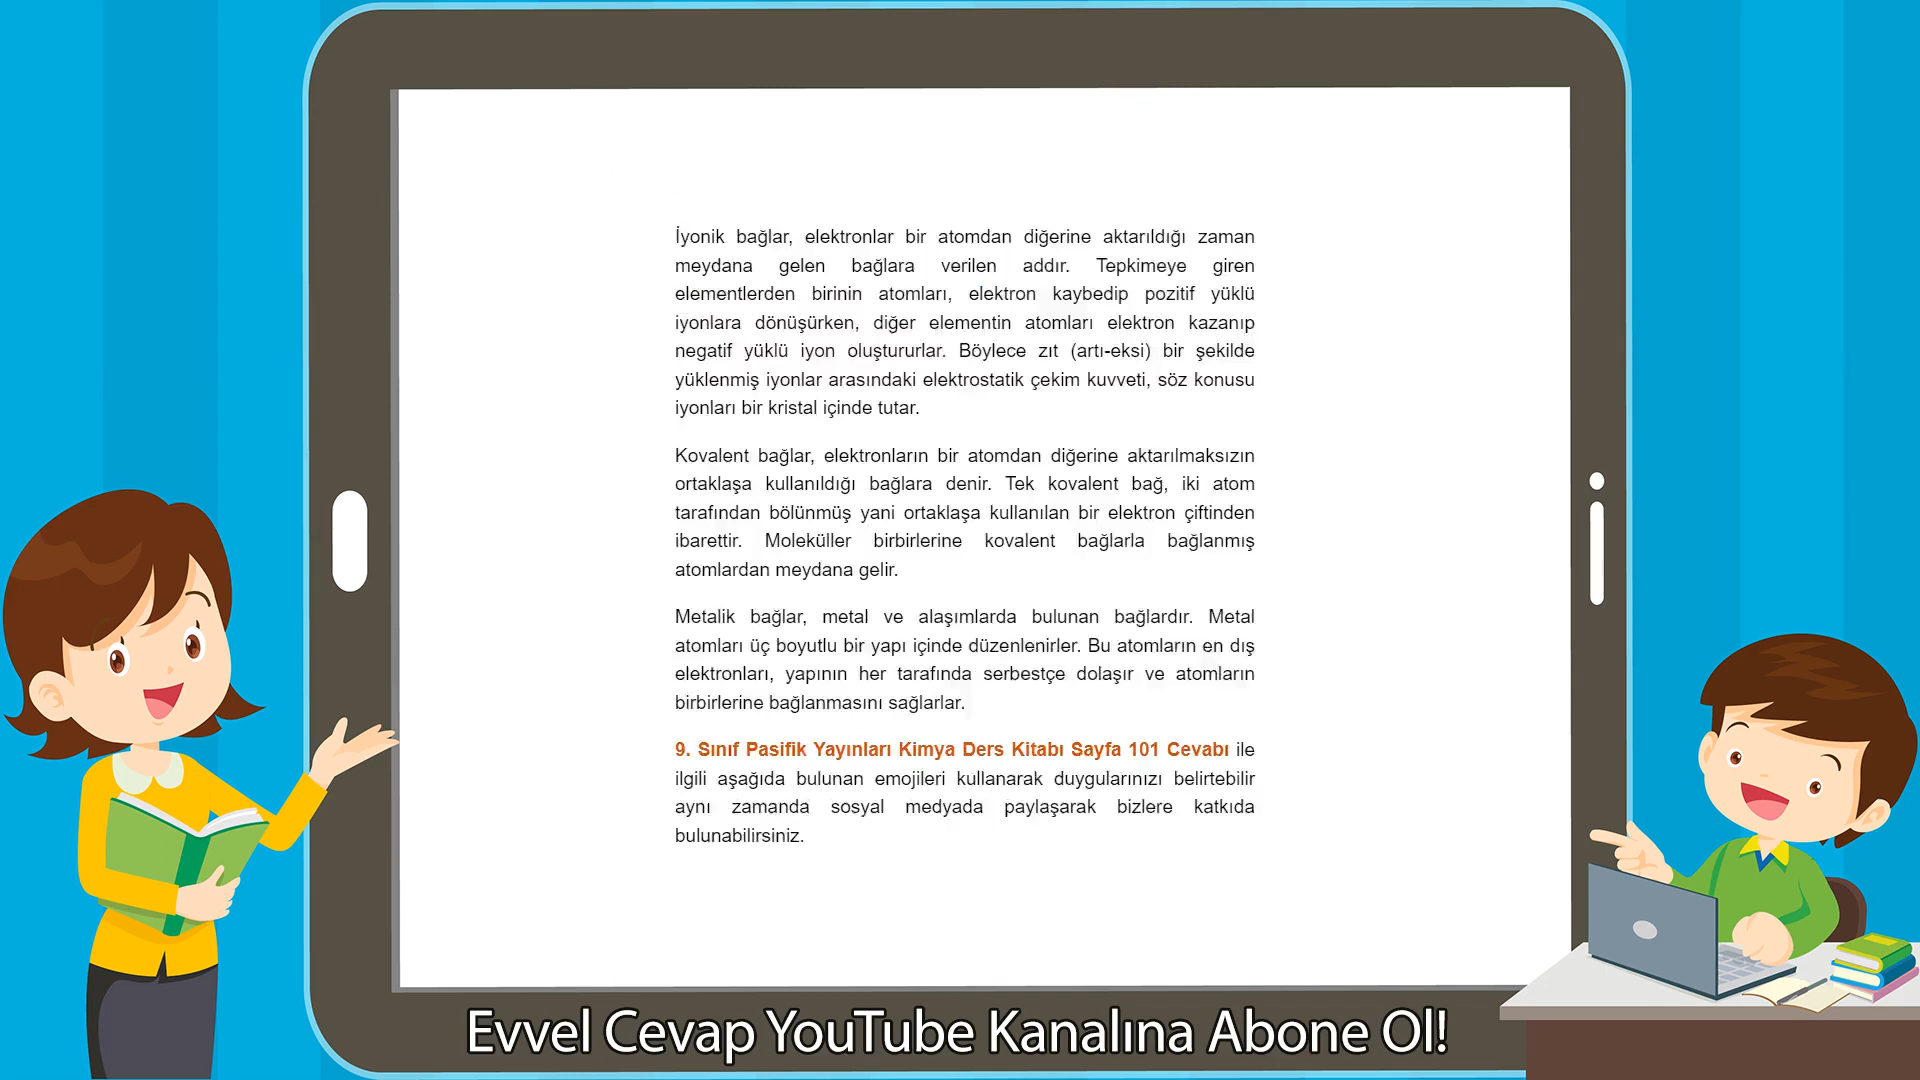 İyonik bağlar, elektronlar bir atomdan diğerine aktarıldığı zaman
meydana gelen bağlara verilen addır. Tepkimeye giren
elementlerden birinin atomları, elektron kaybedip pozitif yüklü
iyonlara dönüşürken, diğer elementin atomları elektron kazanıp
negatif yüklü iyon oluştururlar. Böylece zıt (artı-eksi) bir şekilde
yüklenmiş iyonlar arasındaki elektrostatik çekim kuvveti, söz konusu
iyonları bir kristal içinde tutar.
Kovalent bağlar, elektronların bir atomdan diğerine aktarılmaksızın
ortaklaşa kullanıldığı bağlara denir. Tek kovalent bağ, iki atom
tarafından bölünmüş yani ortaklaşa kullanılan bir elektron çiftinden
ibarettir. Moleküller birbirlerine kovalent bağlarla bağlanmış
atomlardan meydana gelir.
Metalik bağlar, metal ve alaşımlarda bulunan bağlardır. Metal
atomları üç boyutlu bir yapı içinde düzenlenirler. Bu atomların en dış
elektronları, yapının her tarafında serbestçe dolaşır ve atomların
birbirlerine bağlanmasını sağlarlar.
9. Sınıf Pasifik Yayınları Kimya Ders Kitabı Sayfa 101 Cevabı ile
ilgili aşağıda bulunan emojileri kullanarak duygularınızı belirtebilir
aynı zamanda sosyal medyada paylaşarak bizlere katkıda
bulunabilirsiniz.
Evvel Cevap YouTube Kanalına Abone Ol!